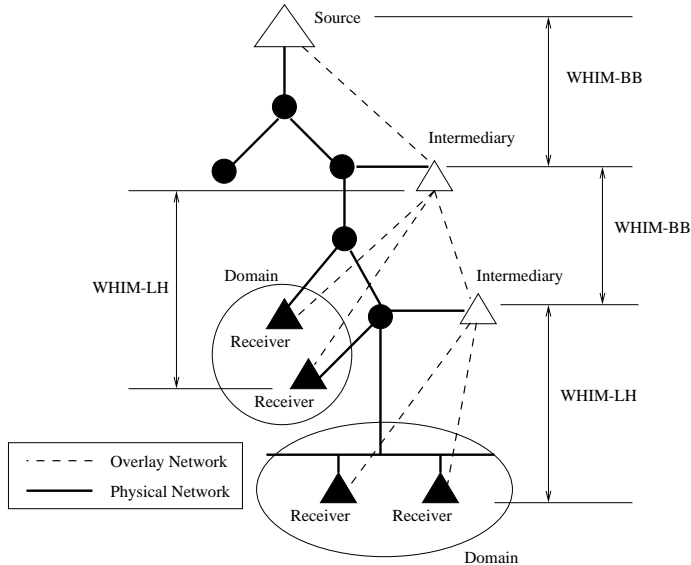 Source
WHIM-BB
Intermediary
WHIM-BB
Domain
Intermediary
WHIM-LH
Receiver
Receiver
WHIM-LH
Overlay Network
Physical Network
Receiver
Receiver
Domain